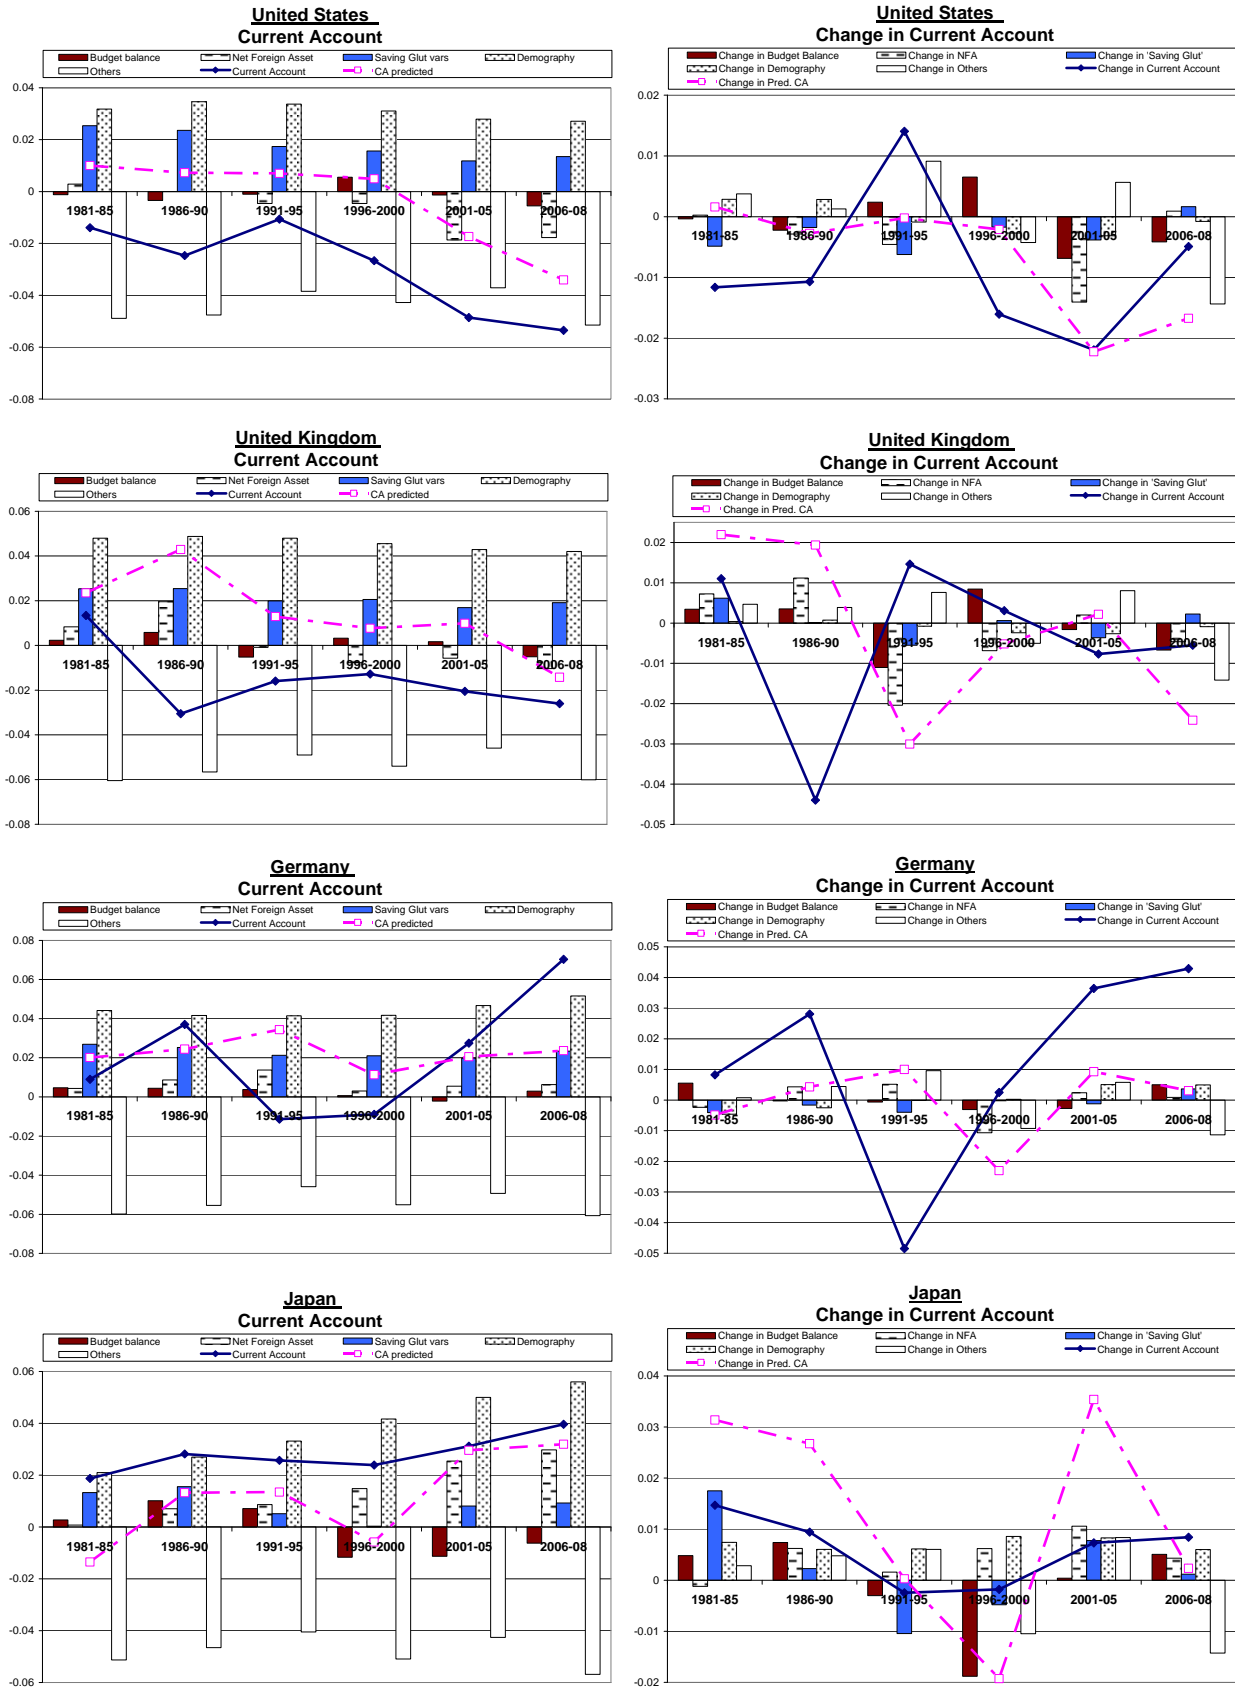 United States
Current Account
Budget balance Net Foreign Asset Saving Glut vars Demography
Others Current Account CA predicted
0.04
0.02
0
-0.02
-0.04
-0.06
-0.08
1981-85 1986-90 1991-95 1996-2000 2001-05 2006-08
United States
Change in Current Account
Change in Budget Balance Change in NFA Change in 'Saving Glut'
Change in Demography Change in Others Change in Current Account
Change in Pred. CA
0.02
0.01
0
-0.01
-0.02
-0.03
1981-85 1986-90 1991-95 1996-2000 2001-05 2006-08
United Kingdom
Current Account
Budget balance Net Foreign Asset Saving Glut vars Demography
Others Current Account CA predicted
0.06
0.04
0.02
0
-0.02
-0.04
-0.06
-0.08
1981-85 1986-90 1991-95 1996-2000 2001-05 2006-08
United Kingdom
Change in Current Account
Change in Budget Balance Change in NFA Change in 'Saving Glut'
Change in Demography Change in Others Change in Current Account
Change in Pred. CA
0.02
0.01
0
-0.01
-0.02
-0.03
-0.04
-0.05
1981-85 1986-90 1991-95 1996-2000 2001-05 2006-08
Germany
Current Account
Budget balance Net Foreign Asset Saving Glut vars Demography
Others Current Account CA predicted
0.08
0.06
0.04
0.02
0
-0.02
-0.04
-0.06
-0.08
1981-85 1986-90 1991-95 1996-2000 2001-05 2006-08
Germany
Change in Current Account
Change in Budget Balance Change in NFA Change in 'Saving Glut'
Change in Demography Change in Others Change in Current Account
Change in Pred. CA
0.05
0.04
0.03
0.02
0.01
0
-0.01
-0.02
-0.03
-0.04
-0.05
1981-85 1986-90 1991-95 1996-2000 2001-05 2006-08
Japan
Current Account
Budget balance Net Foreign Asset Saving Glut vars Demography
Others Current Account CA predicted
0.06
0.04
0.02
0
-0.02
-0.04
-0.06
1981-85 1986-90 1991-95 1996-2000 2001-05 2006-08
Japan
Change in Current Account
Change in Budget Balance Change in NFA Change in 'Saving Glut'
Change in Demography Change in Others Change in Current Account
Change in Pred. CA
0.04
0.03
0.02
0.01
0
-0.01
-0.02
1981-85 1986-90 1991-95 1996-2000 2001-05 2006-08